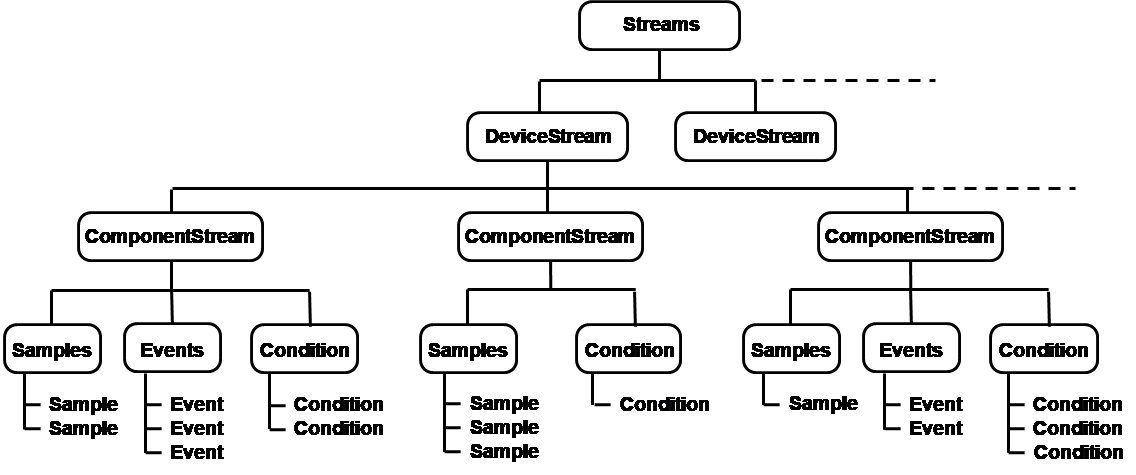 Streams
DeviceStream DeviceStream
ComponentStream ComponentStream ComponentStream
Samples Events Condition Samples Condition Samples Events Condition
Sample Event Condition Sample Condition Sample Event Condition
Sample Event Condition Sample Event Condition
Event Sample Condition